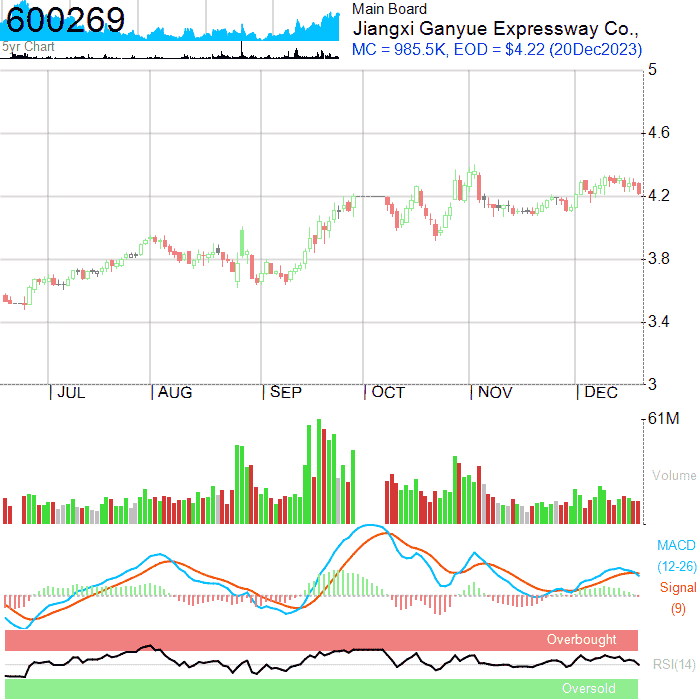 600269
5yr Chart
Main Board
Jiangxi Ganyue Expressway Co.,
MC = 985.5K, EOD = $4.22 (20Dec2023)
5
4.6
4.2
3.8
3.4
3
JUL AUG SEP OCT NOV DEC
61M
Volume
MACD
(12-26)
Signal
(9)
Overbought
RSI(14)
Oversold